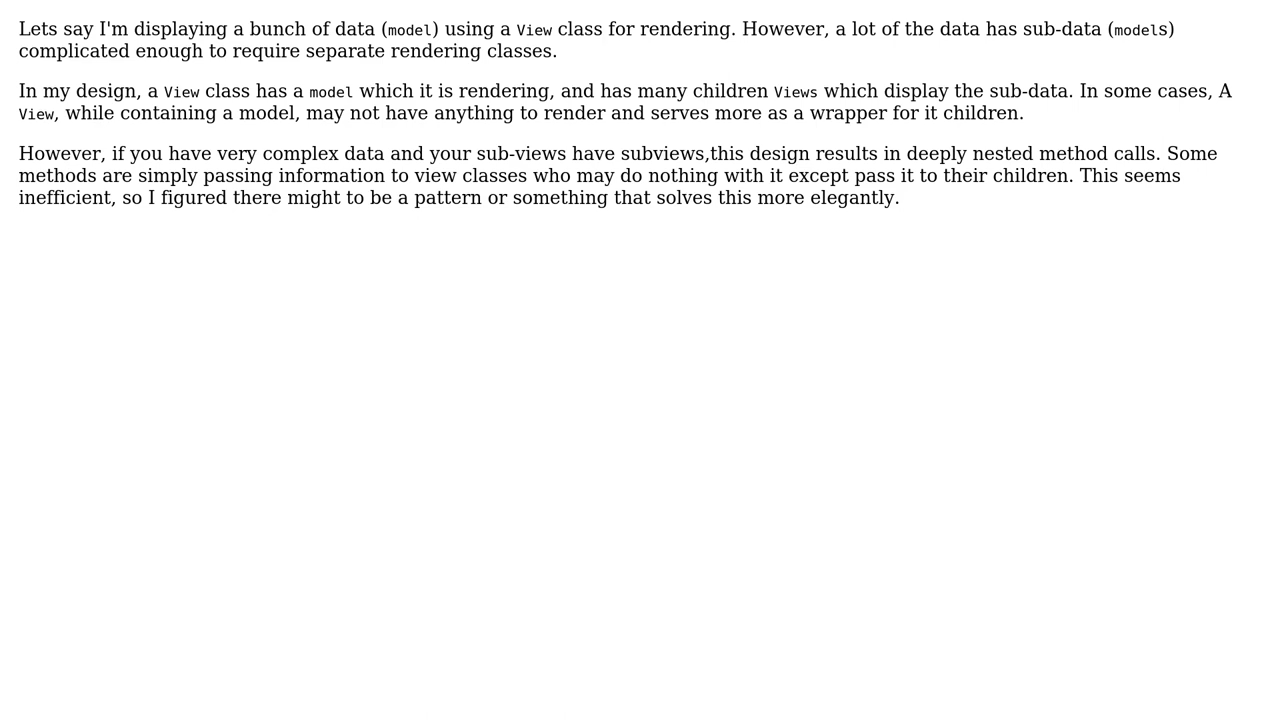 Lets say I'm displaying a bunch of data (model) using a View class for rendering. However, a lot of the data has sub-data (models)
complicated enough to require separate rendering classes.
In my design, a View class has a model which it is rendering, and has many children Views which display the sub-data. In some cases, A
View, while containing a model, may not have anything to render and serves more as a wrapper for it children.
However, if you have very complex data and your sub-views have subviews,this design results in deeply nested method calls. Some
methods are simply passing information to view classes who may do nothing with it except pass it to their children. This seems
inefficient, so I figured there might to be a pattern or something that solves this more elegantly.